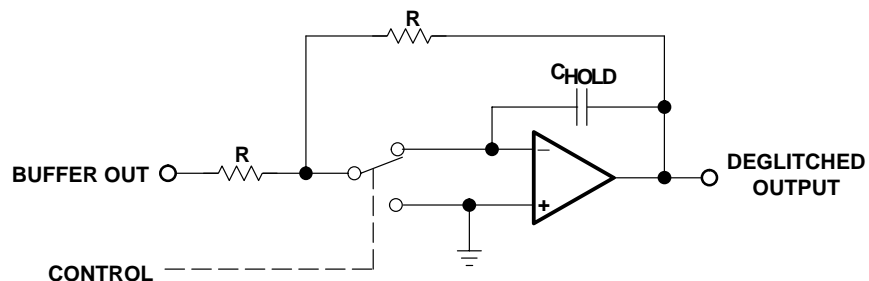 R
CHOLD
R
BUFFER OUT
−
+
DEGLITCHED
OUTPUT
CONTROL